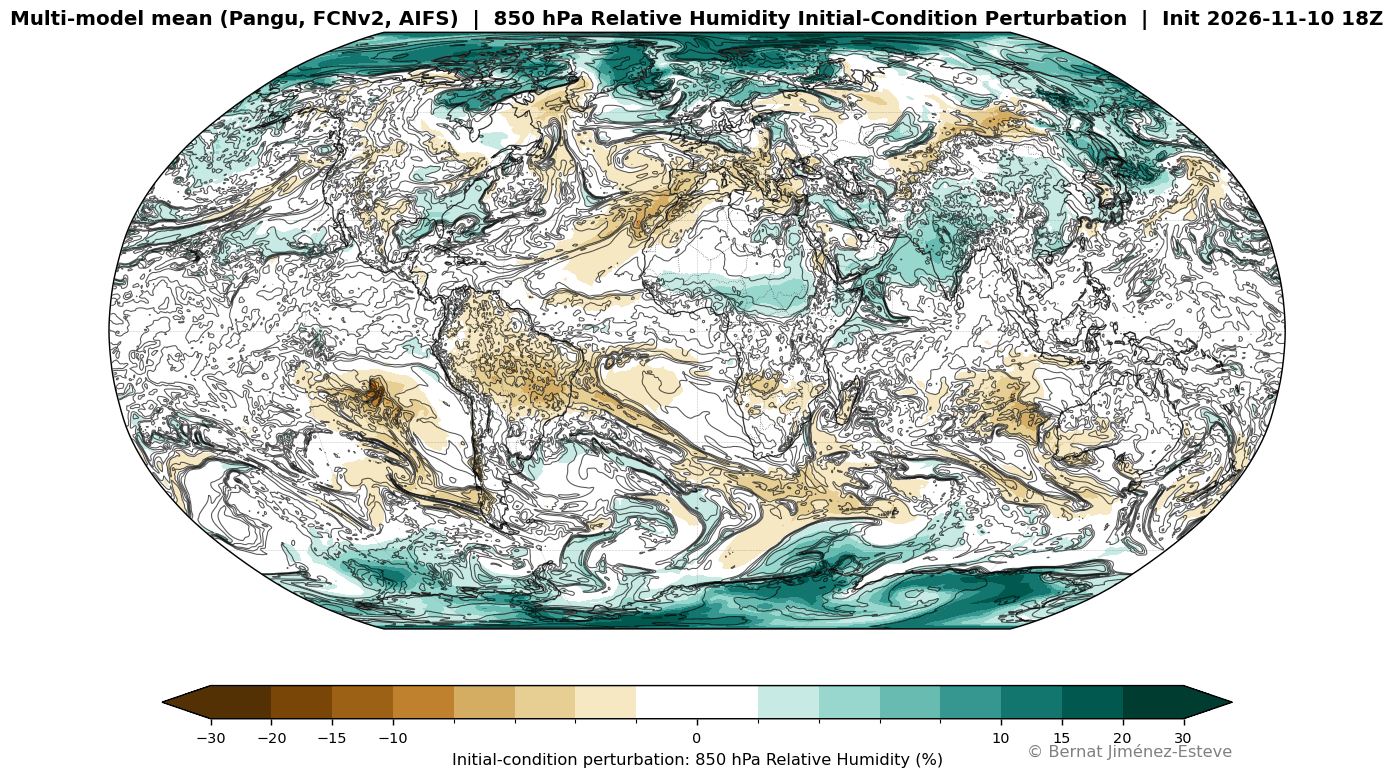 Multi-model mean (Pangu, FCNv2, AIFS)  |  850 hPa Relative Humidity Initial-Condition Perturbation  |  Init 2026-11-10 18Z
−30 −20 −15 −10 0 10 15 20 30
Initial-condition perturbation: 850 hPa Relative Humidity (%)
© Bernat Jiménez-Esteve